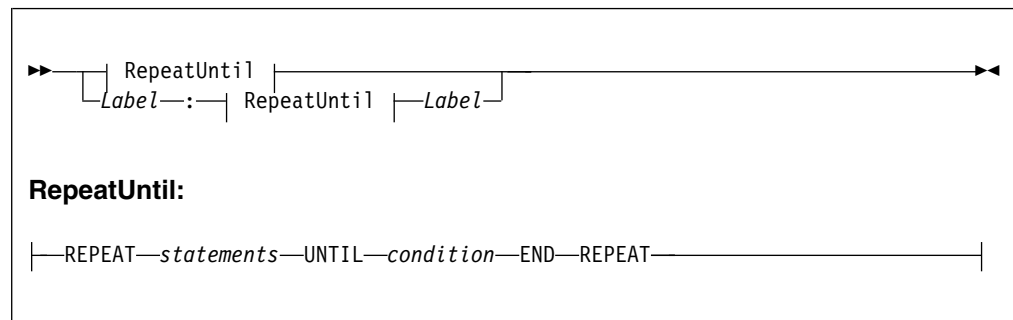 RepeatUntil
Label : RepeatUntil Label
RepeatUntil:
REPEAT statements UNTIL condition END REPEAT